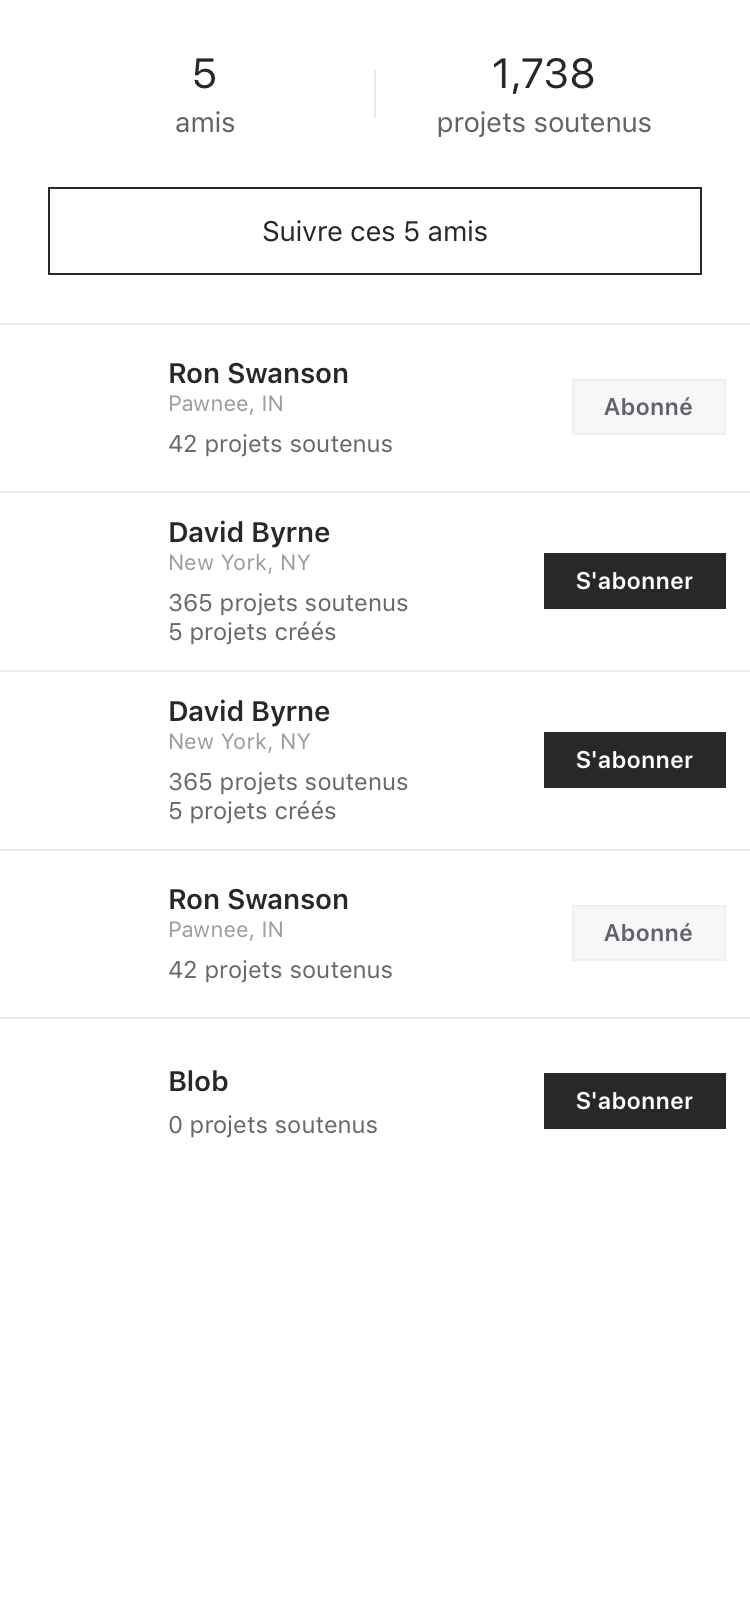 5
amis
1,738
projets soutenus
Suivre ces 5 amis
Ron Swanson
Pawnee, IN
42 projets soutenus
Abonné
David Byrne
New York, NY
365 projets soutenus
5 projets créés
S'abonner
David Byrne
New York, NY
365 projets soutenus
5 projets créés
S'abonner
Ron Swanson
Pawnee, IN
42 projets soutenus
Abonné
Blob
0 projets soutenus
S'abonner